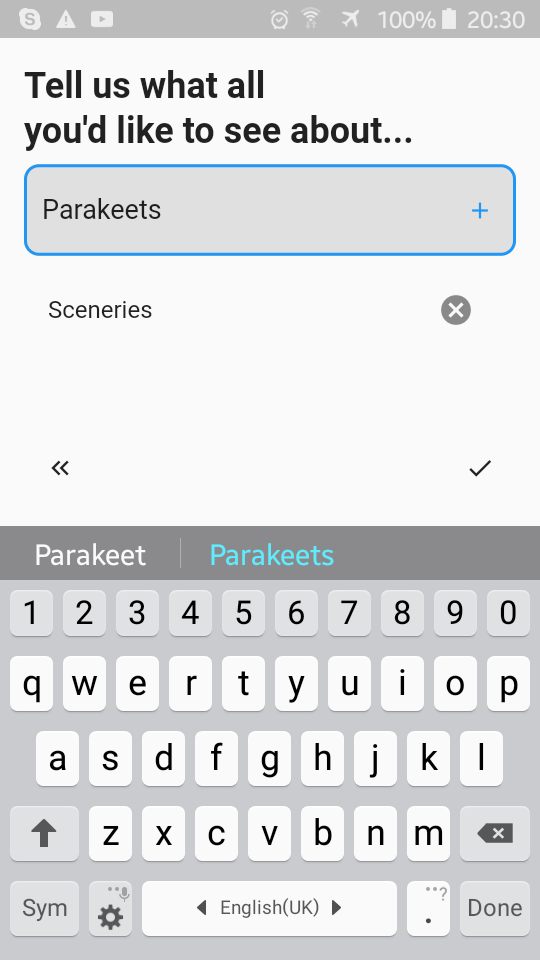 100% 20:30
Tell us what all
you'd like to see about...
Parakeets +
Sceneries
Parakeet Parakeets
1 2 3 4 5 6 7 8 9 0
q w e r t y u i o p
a s d f g h j k l
z x c v b n m
Sym English(UK) . ? Done